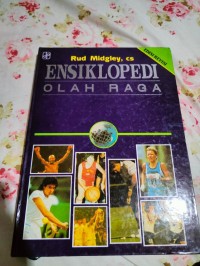 Rud Midgley, cs
ENSIKLOPEDI
OLAH RAGA